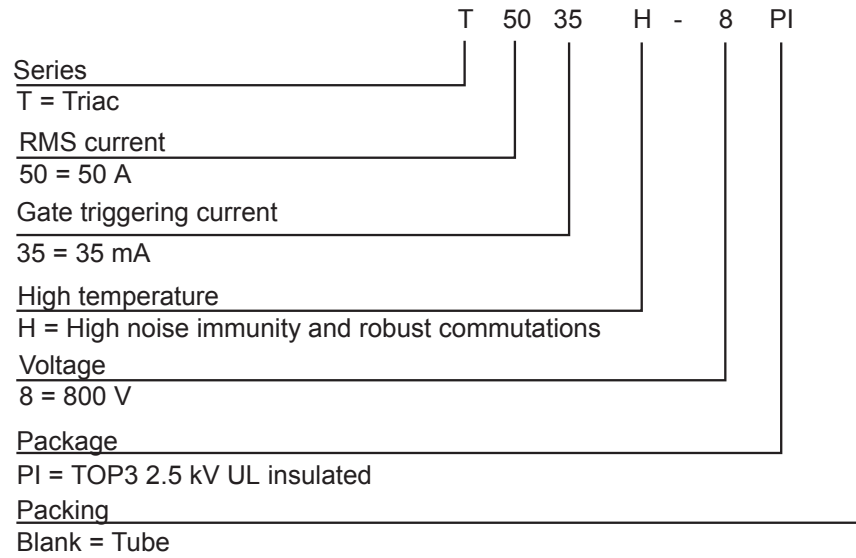 T 50 35 H - 8 PI
Series
T = Triac
RMS current
50 = 50 A
Gate triggering current
35 = 35 mA
High temperature
H = High noise immunity and robust commutations
Voltage
8 = 800 V
Package
PI = TOP3 2.5 kV UL insulated
Packing
Blank = Tube